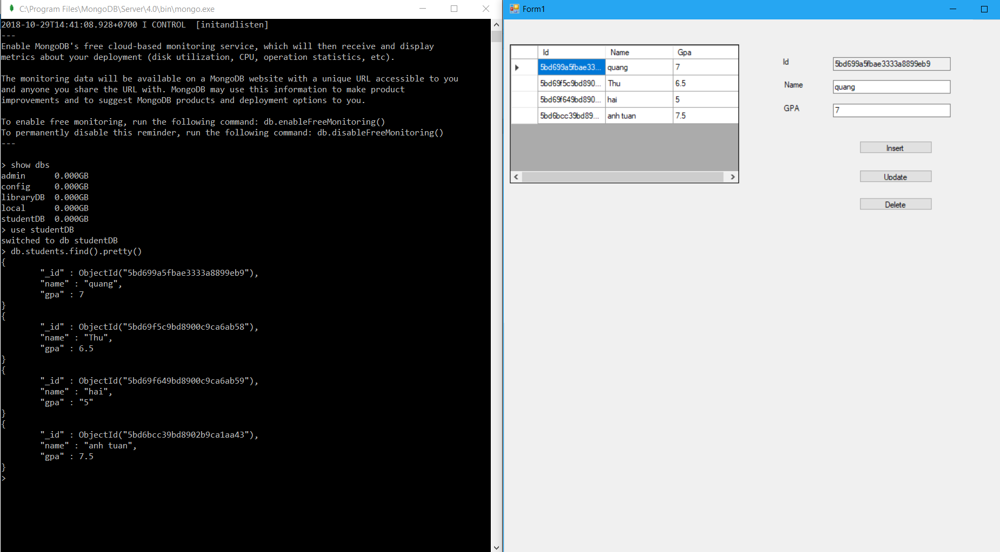 C:\Program Files\MongoDB\Server\4.0\bin\mongo.exe
2018-10-29T14:41:08.928+0700 I CONTROL  [initandlisten]
---
Enable MongoDB's free cloud-based monitoring service, which will then receive and display
metrics about your deployment (disk utilization, CPU, operation statistics, etc).
The monitoring data will be available on a MongoDB website with a unique URL accessible to you
and anyone you share the URL with. MongoDB may use this information to make product
improvements and to suggest MongoDB products and deployment options to you.
To enable free monitoring, run the following command: db.enableFreeMonitoring()
To permanently disable this reminder, run the following command: db.disableFreeMonitoring()
---
> show dbs
admin      0.000GB
config     0.000GB
libraryDB  0.000GB
local      0.000GB
studentDB  0.000GB
> use studentDB
switched to db studentDB
> db.students.find().pretty()
{
"_id" : ObjectId("5bd699a5fbae3333a8899eb9"),
"name" : "quang",
"gpa" : 7
}
{
"_id" : ObjectId("5bd69f5c9bd8900c9ca6ab58"),
"name" : "Thu",
"gpa" : 6.5
}
{
"_id" : ObjectId("5bd69f649bd8900c9ca6ab59"),
"name" : "hai",
"gpa" : "5"
}
{
"_id" : ObjectId("5bd6bcc39bd8902b9ca1aa43"),
"name" : "anh tuan",
"gpa" : 7.5
}
>
Form1
Id Name Gpa
5bd699a5fbae33... quang 7
5bd69f5c9bd890... Thu 6.5
5bd69f649bd890... hai 5
5bd6bcc39bd89... anh tuan 7.5
Id 5bd699a5fbae3333a8899eb9
Name quang
GPA 7
Insert
Update
Delete